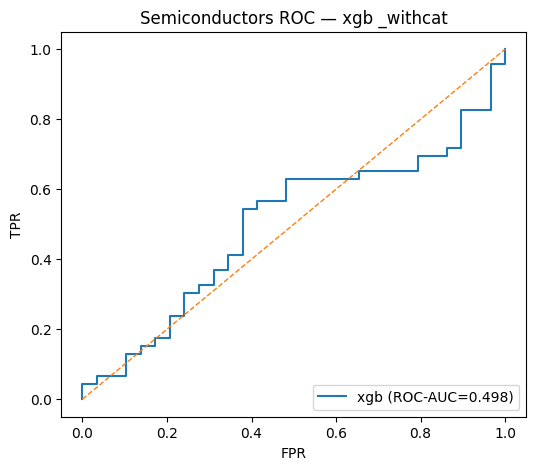 Semiconductors ROC — xgb _withcat
1.0
0.8
0.6
0.4
0.2
0.0
TPR
0.0 0.2 0.4 0.6 0.8 1.0
FPR
xgb (ROC-AUC=0.498)